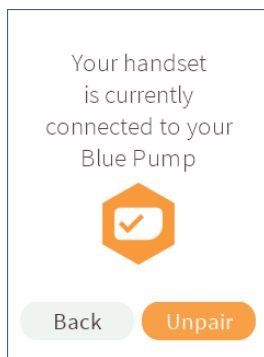 Your handset
is currently
connected to your
Blue Pump
Back Unpair